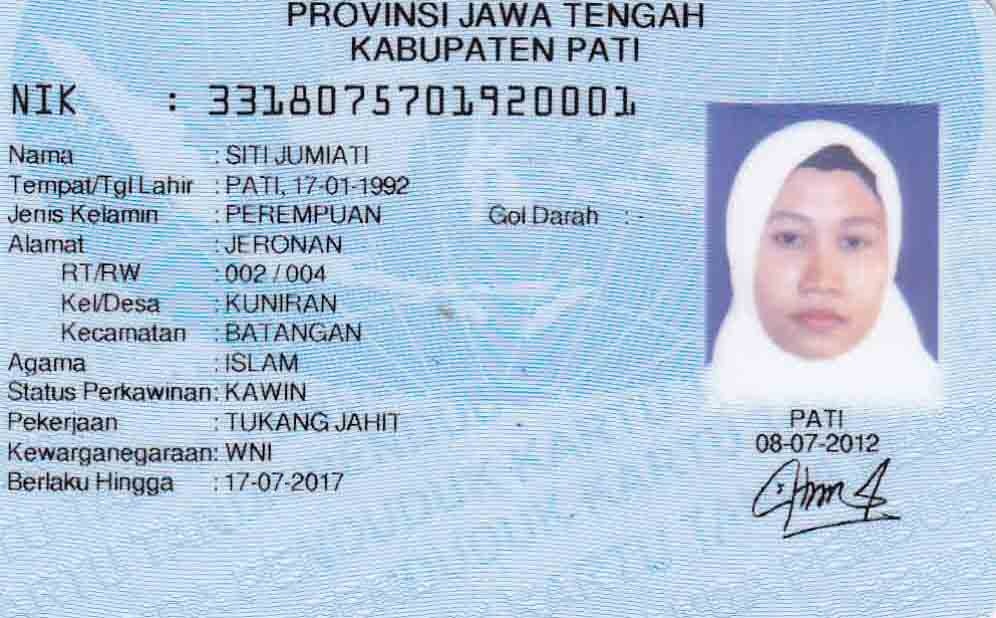 PROVINSI JAWA TENGAH
KABUPATEN PATI
NIK : 3318075701920001
Nama : SITI JUMIATI
Tempat/Tgl Lahir : PATI, 17-01-1992
Jenis Kelamin : PEREMPUAN Gol Darah : -
Alamat : JERONAN
RT/RW : 002 / 004
Kel/Desa : KUNIRAN
Kecamatan : BATANGAN
Agama : ISLAM
Status Perkawinan: KAWIN
Pekerjaan : TUKANG JAHIT
Kewarganegaraan: WNI
Berlaku Hingga : 17-07-2017
PATI
08-07-2012